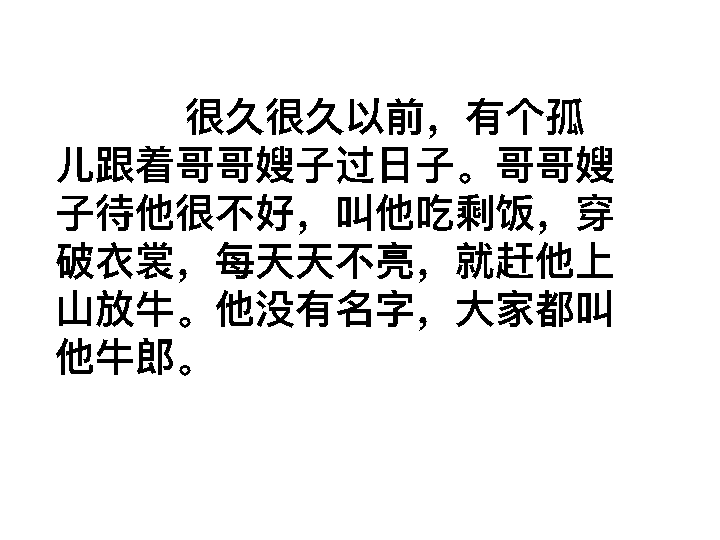 很久很久以前，有个孤
儿跟着哥哥嫂子过日子。哥哥嫂
子待他很不好，叫他吃剩饭，穿
破衣裳，每天天不亮，就赶他上
山放牛。他没有名字，大家都叫
他牛郎。